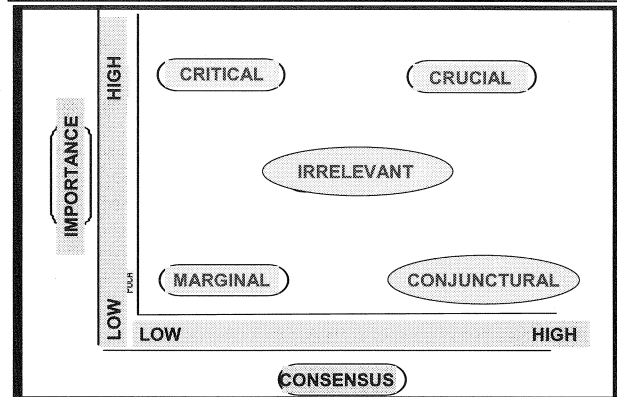 HIGH
CRITICAL
CRUCIAL
IMPORTANCE
IRRELEVANT
MARGINAL
CONJUNCTURAL
LOW
LOW
HIGH
CONSENSUS